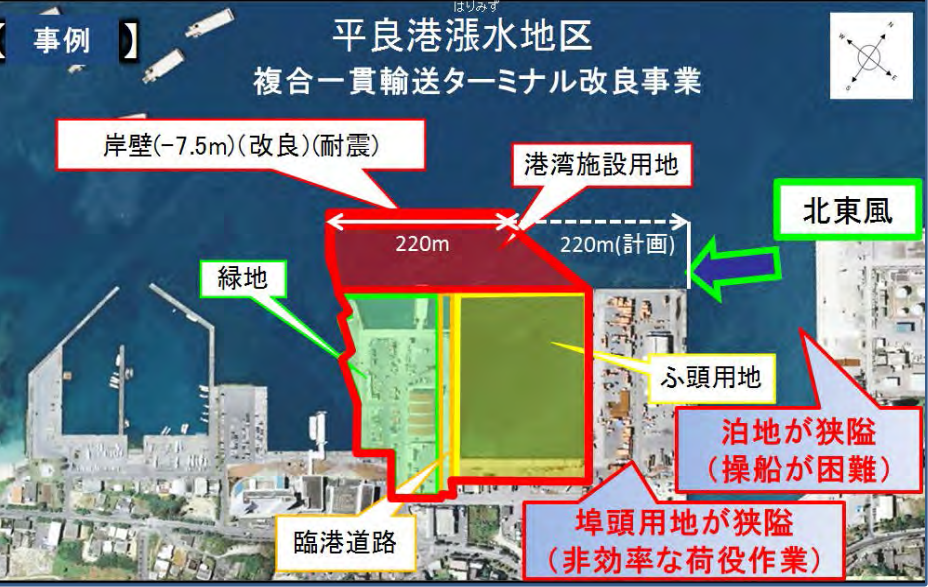 【 事例 】
はりみず
平良港漲水地区
複合一貫輸送ターミナル改良事業
N
W
E
S
岸壁(-7.5m)(改良)(耐震)
港湾施設用地
北東風
220m
220m(計画)
緑地
ふ頭用地
泊地が狭隘
(操船が困難)
埠頭用地が狭隘
(非効率な荷役作業)
臨港道路